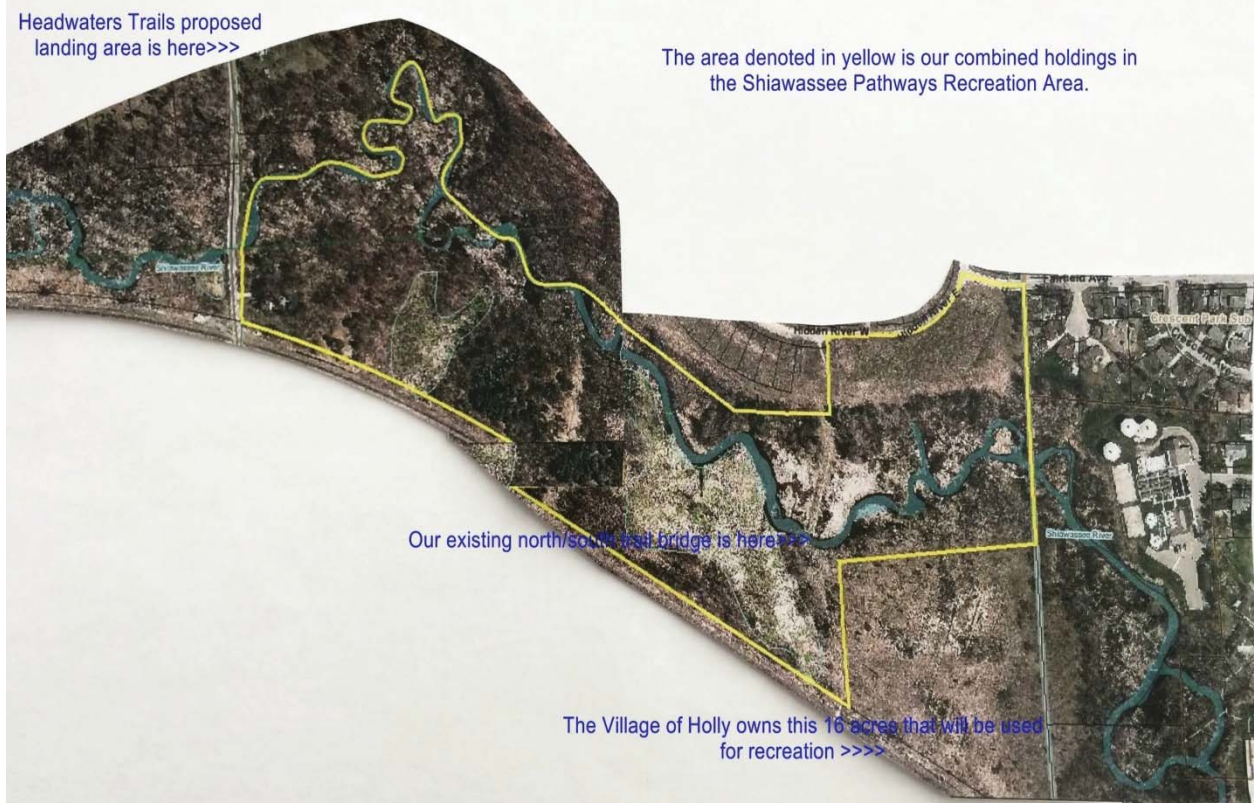 Headwaters Trails proposed
landing area is here>>>
The area denoted in yellow is our combined holdings in
the Shiawassee Pathways Recreation Area.
Shiawassee River
Hidden River
Crescent Park Sub
Our existing north/south trail bridge is here>>>
Shiawassee River
The Village of Holly owns this 16 acres that will be used
for recreation >>>>